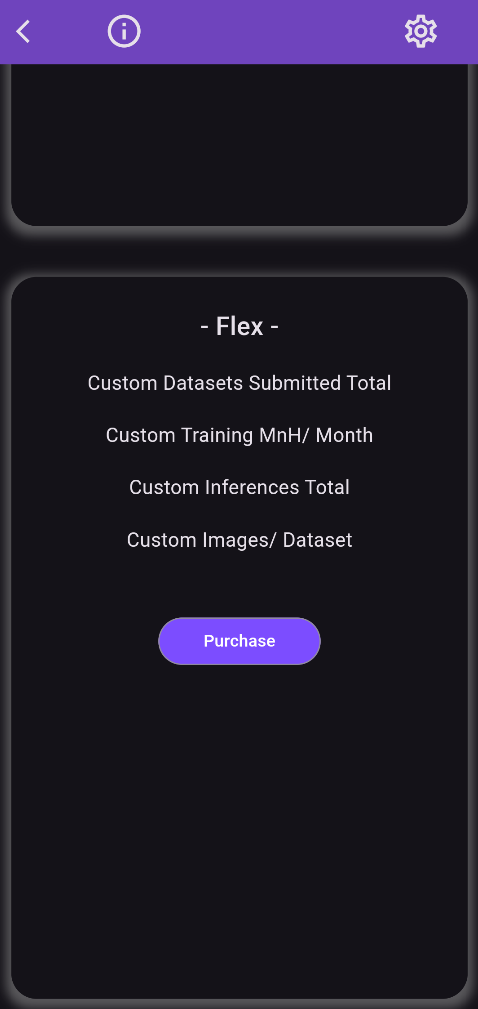 - Flex -
Custom Datasets Submitted Total
Custom Training MnH/ Month
Custom Inferences Total
Custom Images/ Dataset
Purchase